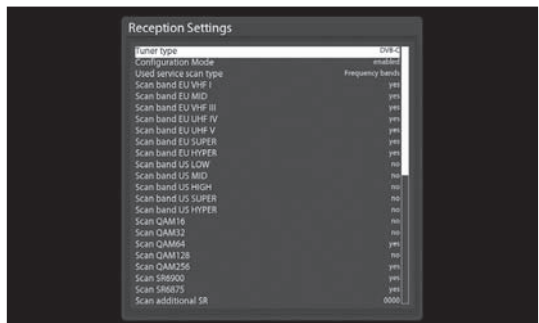 Reception Settings
Tuner type DVB-C
Configuration Mode enabled
Used service scan type Frequency bands
Scan band EU VHF I yes
Scan band EU MID yes
Scan band EU VHF III yes
Scan band EU UHF IV yes
Scan band EU UHF V yes
Scan band EU SUPER yes
Scan band EU HYPER yes
Scan band US LOW no
Scan band US MID no
Scan band US HIGH no
Scan band US SUPER no
Scan band US HYPER no
Scan QAM16 no
Scan QAM32 no
Scan QAM64 yes
Scan QAM128 no
Scan QAM256 yes
Scan SR6900 yes
Scan SR6875 yes
Scan additional SR 0000